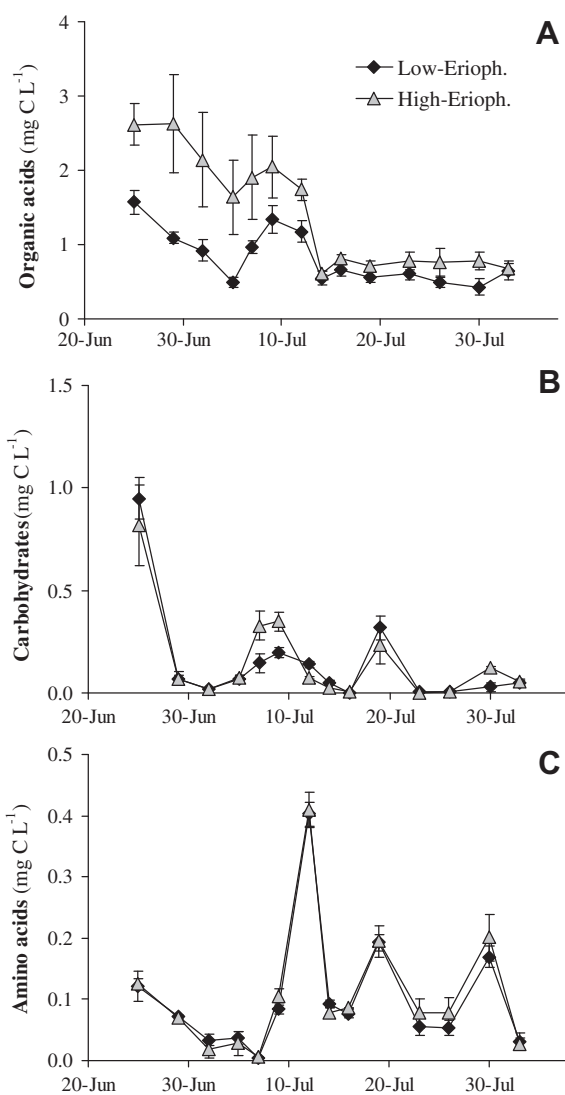 A
4
3
2
1
0
Organic acids (mg C L⁻¹)
Low-Erioph.
High-Erioph.
20-Jun 30-Jun 10-Jul 20-Jul 30-Jul
B
1.5
1.0
0.5
0.0
Carbohydrates(mg C L⁻¹)
20-Jun 30-Jun 10-Jul 20-Jul 30-Jul
C
0.5
0.4
0.3
0.2
0.1
0.0
Amino acids (mg C L⁻¹)
20-Jun 30-Jun 10-Jul 20-Jul 30-Jul